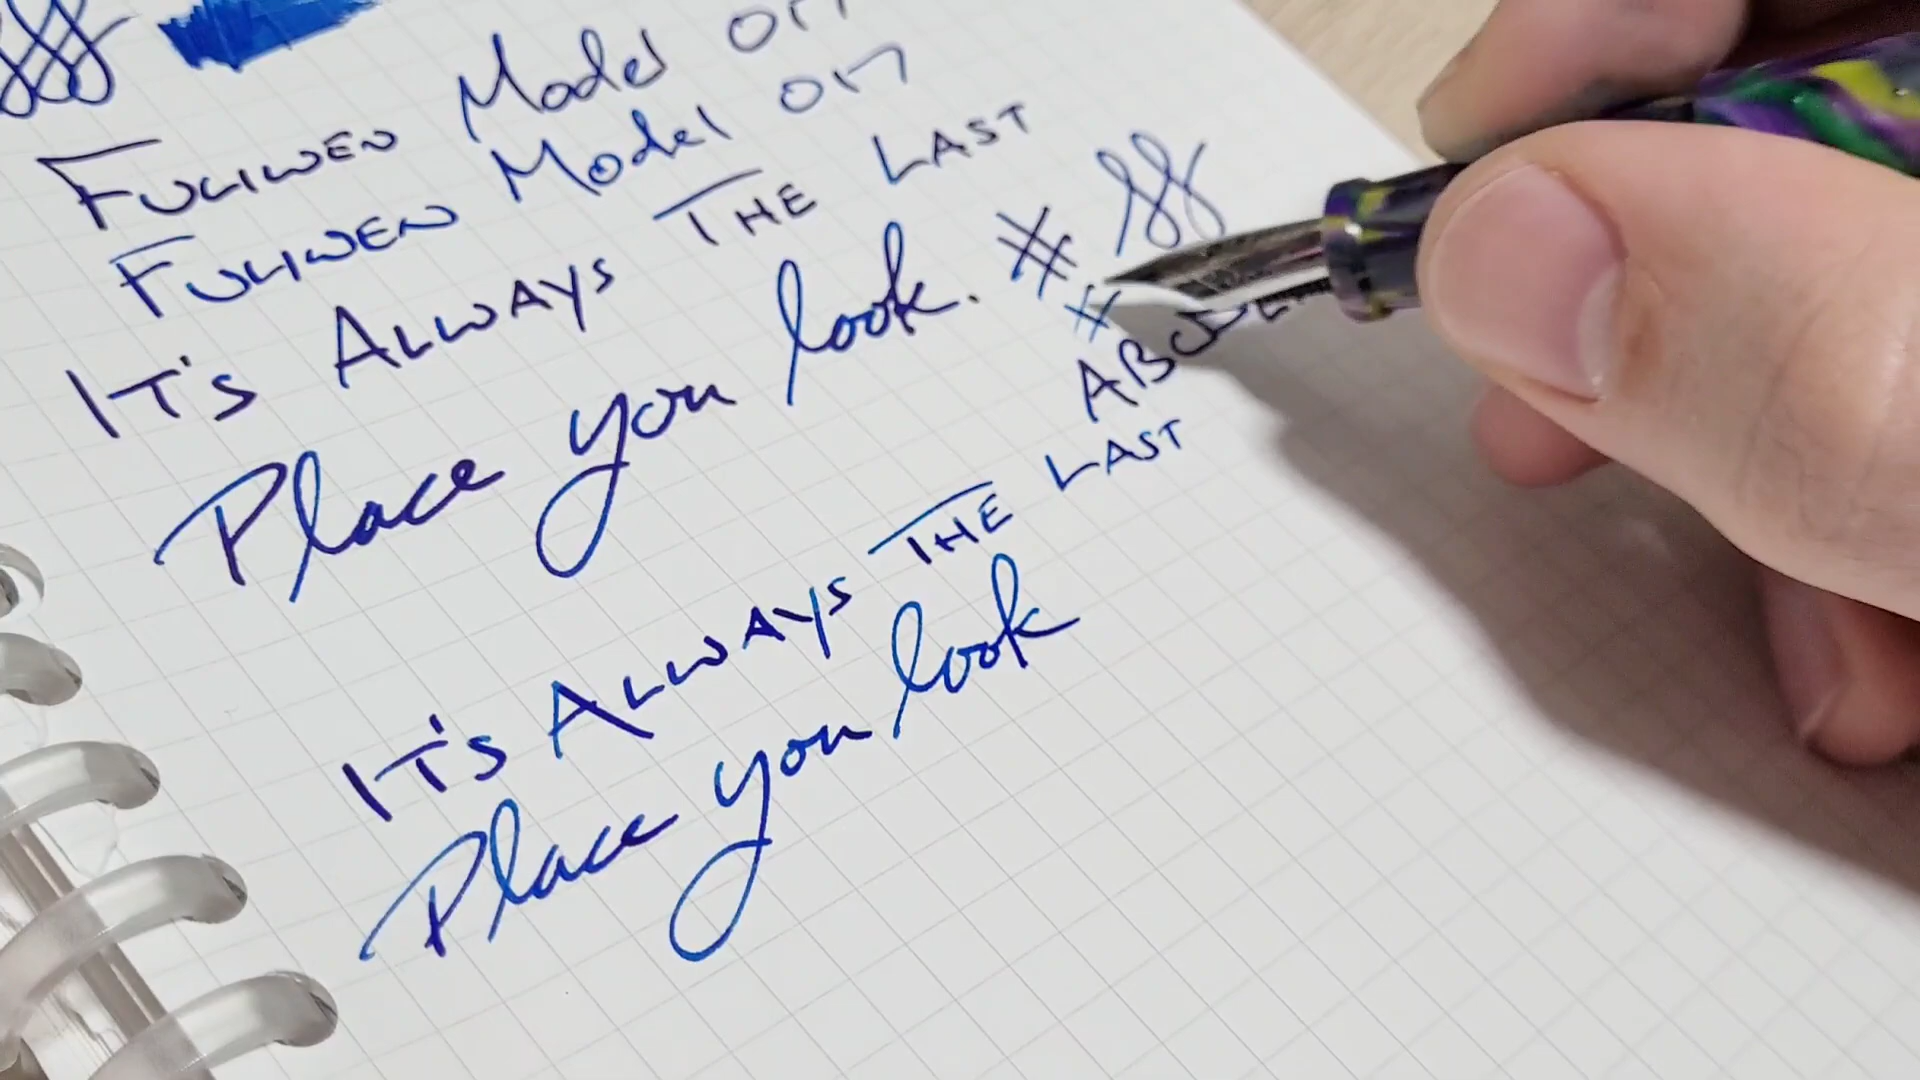 Fuliwen Model 017
Fuliwen Model 017
IT's ALWAYS THE LAST
Place you look. #
#
IT's ALWAYS THE LAST
Place you look